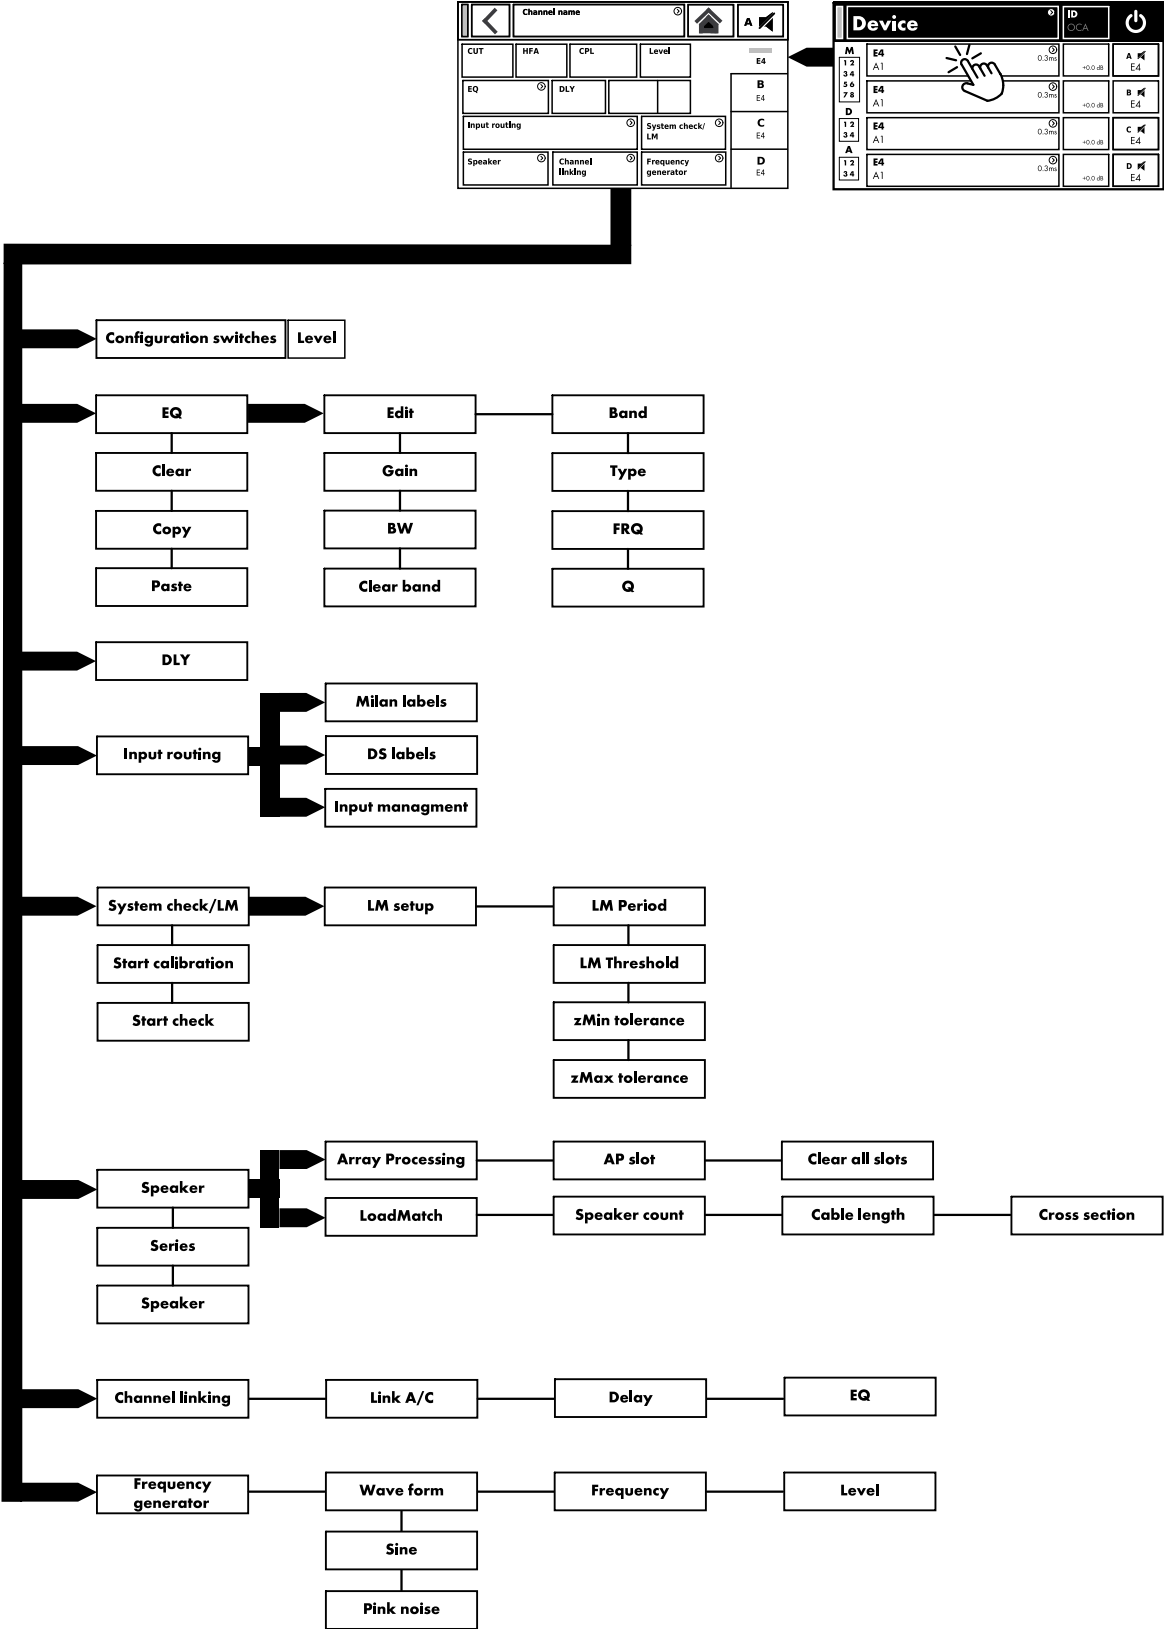 Channel name
A
CUT
HFA
CPL
Level
E4
EQ
DLY
B
E4
Input routing
System check/
LM
C
E4
Speaker
Channel
linking
Frequency
generator
D
E4
Device
ID
OCA
M
1 2
3 4
5 6
7 8
D
1 2
3 4
A
1 2
3 4
E4
A1
0.3ms
+0.0 dB
A
E4
E4
A1
0.3ms
+0.0 dB
B
E4
E4
A1
0.3ms
+0.0 dB
C
E4
E4
A1
0.3ms
+0.0 dB
D
E4
Configuration switches
Level
EQ
Edit
Band
Clear
Gain
Type
Copy
BW
FRQ
Paste
Clear band
Q
DLY
Milan labels
Input routing
DS labels
Input managment
System check/LM
LM setup
LM Period
Start calibration
LM Threshold
Start check
zMin tolerance
zMax tolerance
Array Processing
AP slot
Clear all slots
Speaker
LoadMatch
Speaker count
Cable length
Cross section
Series
Speaker
Channel linking
Link A/C
Delay
EQ
Frequency
generator
Wave form
Frequency
Level
Sine
Pink noise